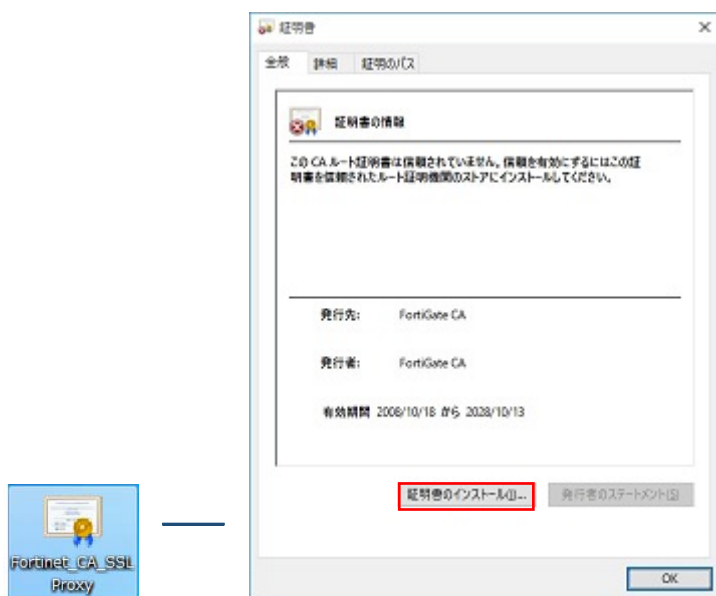 証明書
全般 詳細 証明のパス
証明書の情報
この CA ルート証明書は信頼されていません。信頼を有効にするにはこの証
明書を信頼されたルート証明機関のストアにインストールしてください。
発行先: FortiGate CA
発行者: FortiGate CA
有効期間 2008/10/18 から 2028/10/13
証明書のインストール(I)... 発行者のステートメント(S)
OK
Fortinet_CA_SSL
Proxy